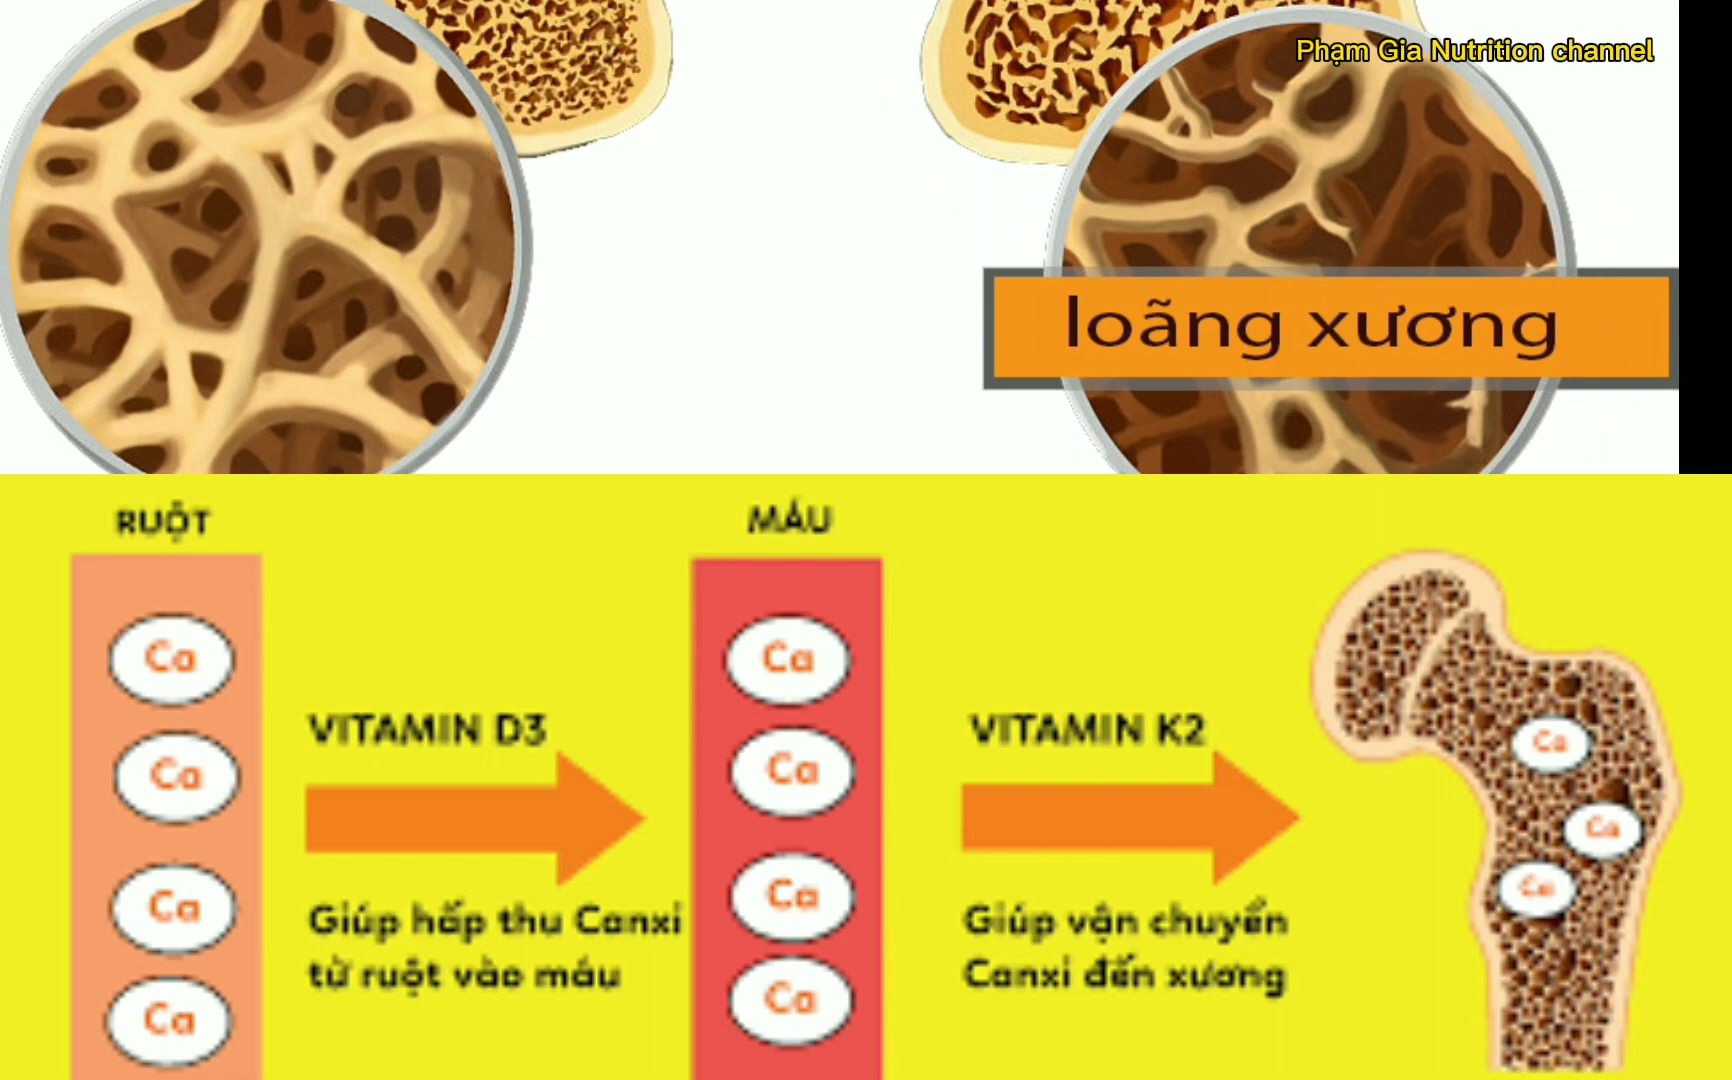 Phạm Gia Nutrition channel
loãng xương
RUỘT
MÁU
Ca
Ca
Ca
Ca
VITAMIN D3
Giúp hấp thu Canxi
từ ruột vào máu
Ca
Ca
Ca
Ca
VITAMIN K2
Giúp vận chuyển
Canxi đến xương
Ca
Ca
Ca